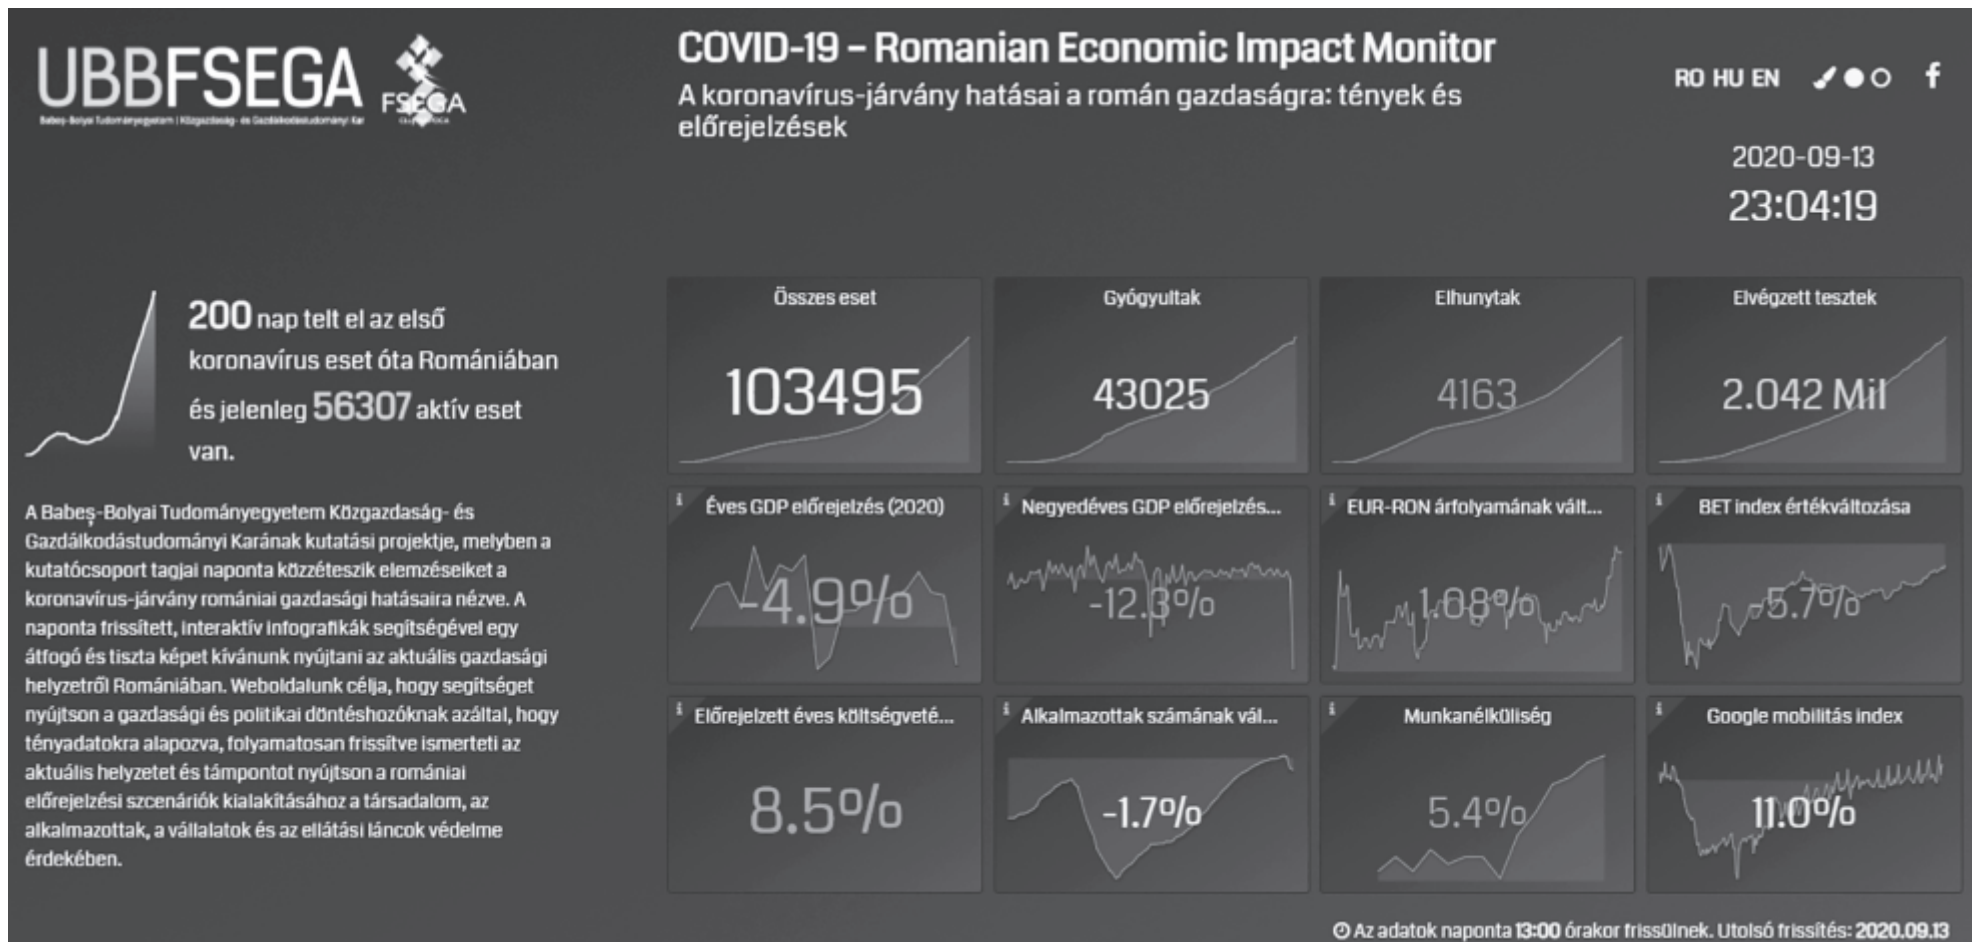 UBBFSEGA
Babeș-Bolyai Tudományegyetem | Közgazdaság- és Gazdálkodástudományi Kar
FSEGA
COVID-19 – Romanian Economic Impact Monitor
A koronavírus-járvány hatásai a román gazdaságra: tények és
előrejelzések
RO HU EN
2020-09-13
23:04:19
200 nap telt el az első
koronavírus eset óta Romániában
és jelenleg 56307 aktív eset
van.
A Babeș-Bolyai Tudományegyetem Közgazdaság- és
Gazdálkodástudományi Karának kutatási projektje, melyben a
kutatócsoport tagjai naponta közzéteszik elemzéseiket a
koronavírus-járvány romániai gazdasági hatásaira nézve. A
naponta frissített, interaktív infografikák segítségével egy
átfogó és tiszta képet kívánunk nyújtani az aktuális gazdasági
helyzetről Romániában. Weboldalunk célja, hogy segítséget
nyújtson a gazdasági és politikai döntéshozóknak azáltal, hogy
tényadatokra alapozva, folyamatosan frissítve ismerteti az
aktuális helyzetet és támpontot nyújtson a romániai
előrejelzési szcenáriók kialakításához a társadalom, az
alkalmazottak, a vállalatok és az ellátási láncok védelme
érdekében.
Összes eset
103495
Gyógyultak
43025
Elhunytak
4163
Elvégzett tesztek
2.042 Mil
Éves GDP előrejelzés (2020)
-4.9%
Negyedéves GDP előrejelzés...
-12.3%
EUR-RON árfolyamának vált...
1.68%
BET index értékváltozása
-5.7%
Előrejelzett éves költségveté...
8.5%
Alkalmazottak számának vál...
-1.7%
Munkanélküliség
5.4%
Google mobilitás index
11.0%
Az adatok naponta 13:00 órakor frissülnek. Utolsó frissítés: 2020.09.13